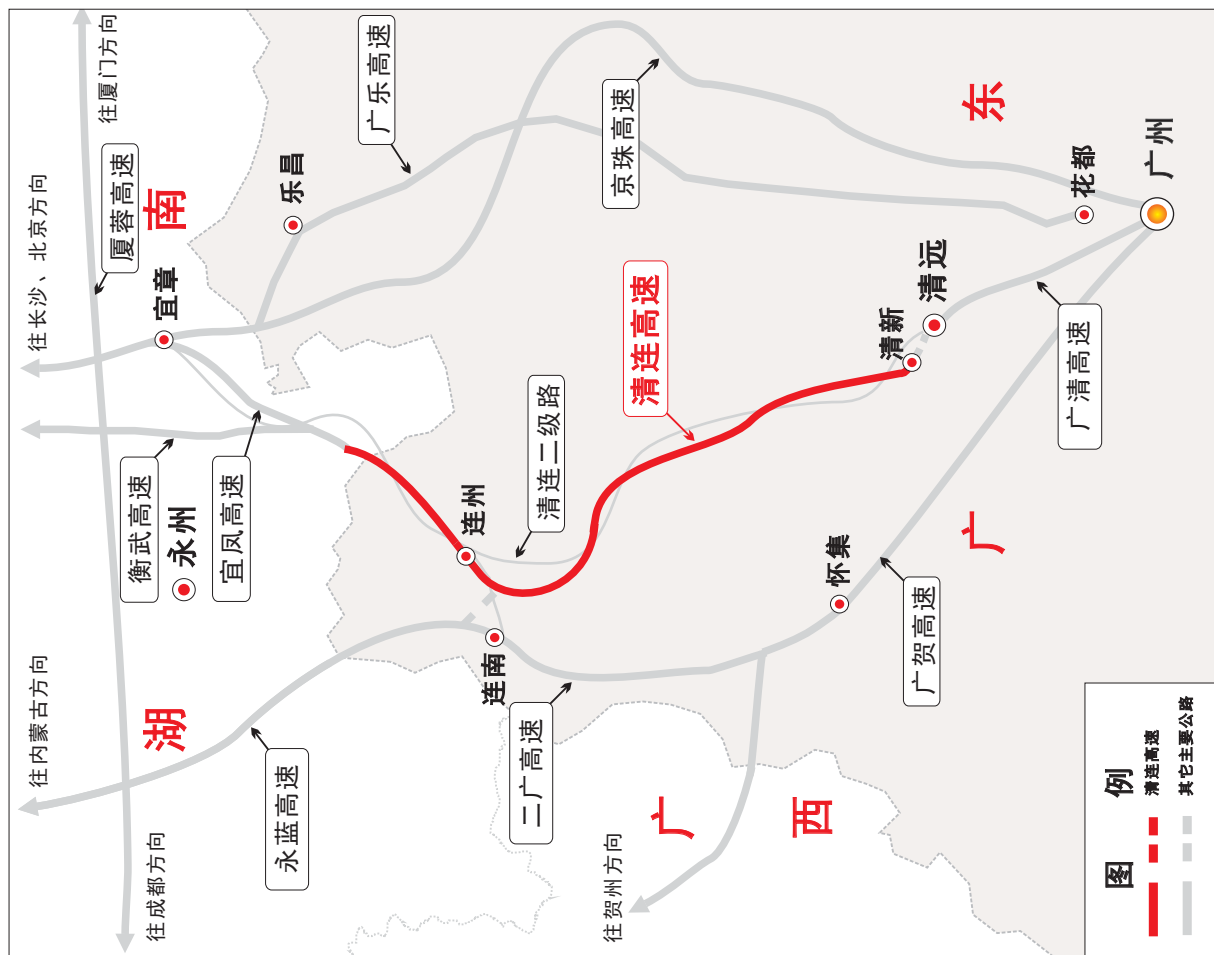 往厦门方向
厦蓉高速
往长沙、北京方向
南
宜章
乐昌
广乐高速
京珠高速
东
花都
广州
清远
清新
广清高速
清连高速
清连二级路
连州
衡武高速
永州
宜凤高速
往内蒙古方向
湖
往成都方向
永蓝高速
连南
二广高速
怀集
广贺高速
广
广
西
往贺州方向
图 例
清连高速
其它主要公路